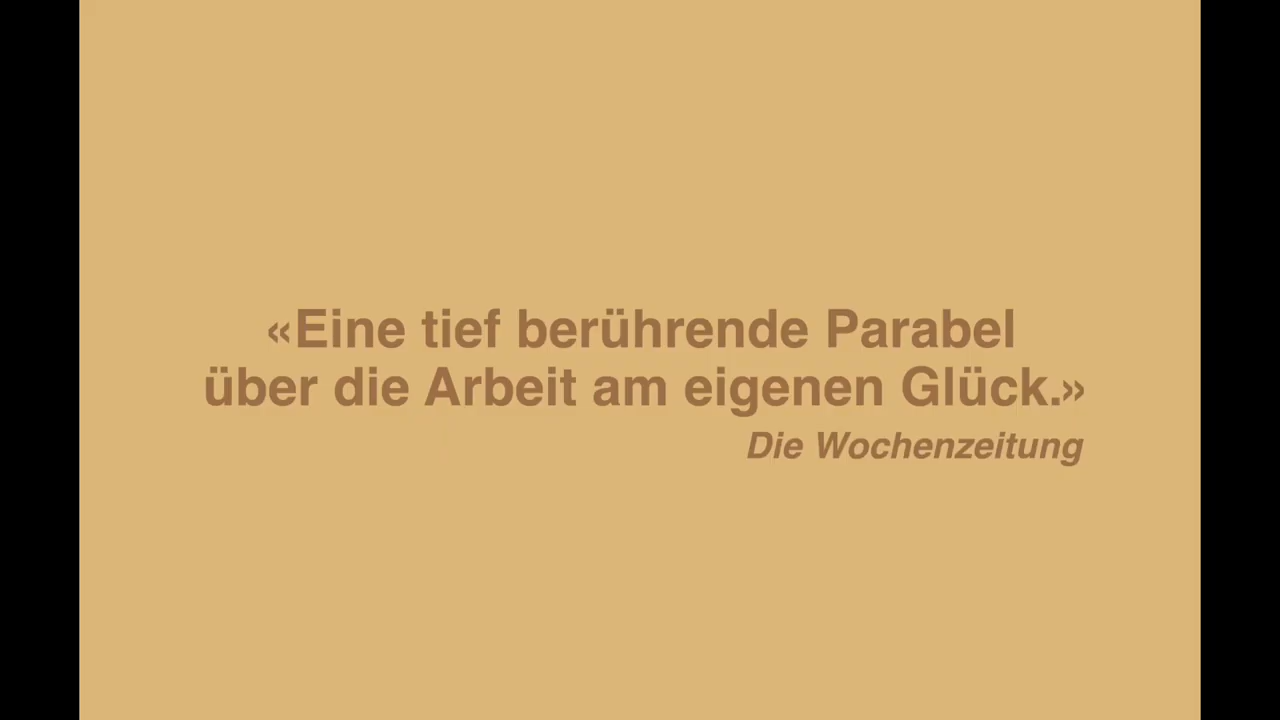 «Eine tief berührende Parabel
über die Arbeit am eigenen Glück.»
Die Wochenzeitung